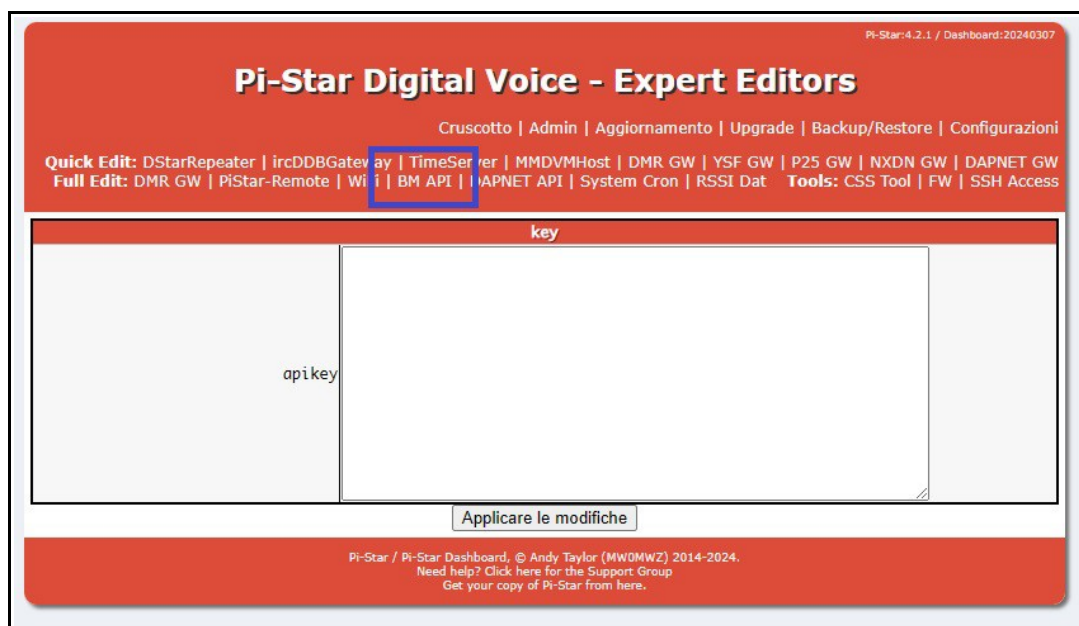 Pi-Star:4.2.1 / Dashboard:20240307
Pi-Star Digital Voice - Expert Editors
Cruscotto | Admin | Aggiornamento | Upgrade | Backup/Restore | Configurazioni
Quick Edit: DStarRepeater | ircDDBGateway | TimeServer | MMDVMHost | DMR GW | YSF GW | P25 GW | NXDN GW | DAPNET GW
Full Edit: DMR GW | PiStar-Remote | WiFi | BM API | DAPNET API | System Cron | RSSI Dat Tools: CSS Tool | FW | SSH Access
key
apikey
Applicare le modifiche
Pi-Star / Pi-Star Dashboard, © Andy Taylor (MW0MWZ) 2014-2024.
Need help? Click here for the Support Group
Get your copy of Pi-Star from here.